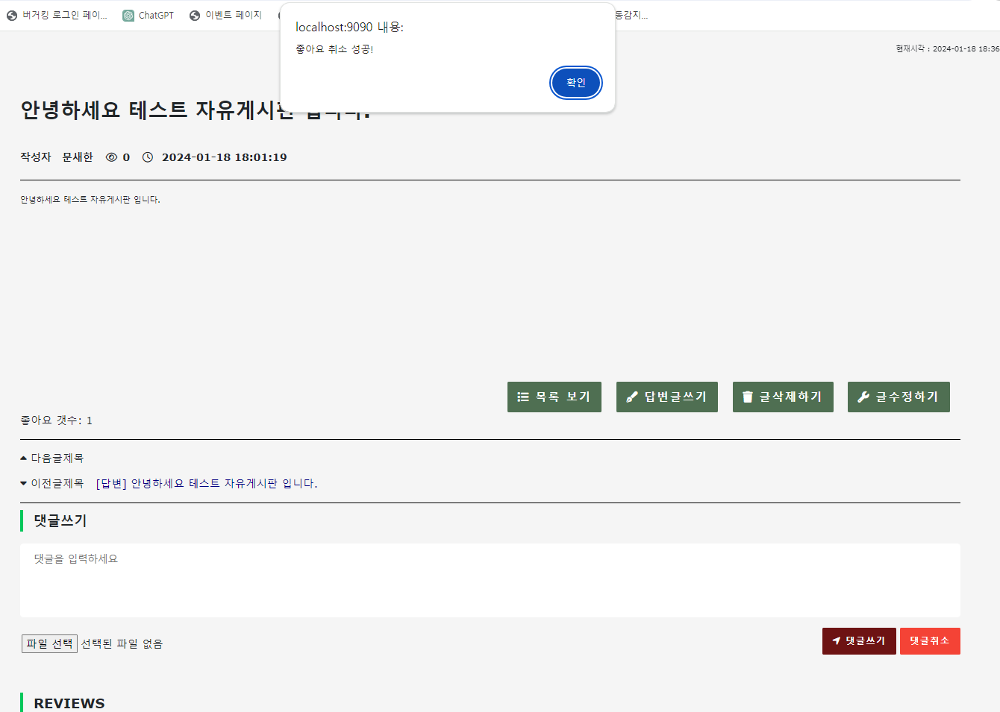 버거킹 로그인 페이... ChatGPT 이벤트 페이지 동감지...
localhost:9090 내용:
좋아요 취소 성공!
확인
현재시각 : 2024-01-18 18:36
안녕하세요 테스트 자유게시판 입니다.
작성자 문새한 0 2024-01-18 18:01:19
안녕하세요 테스트 자유게시판 입니다.
목록 보기 답변글쓰기 글삭제하기 글수정하기
좋아요 갯수: 1
다음글제목
이전글제목 [답변] 안녕하세요 테스트 자유게시판 입니다.
댓글쓰기
댓글을 입력하세요
파일 선택 선택된 파일 없음 댓글쓰기 댓글취소
REVIEWS